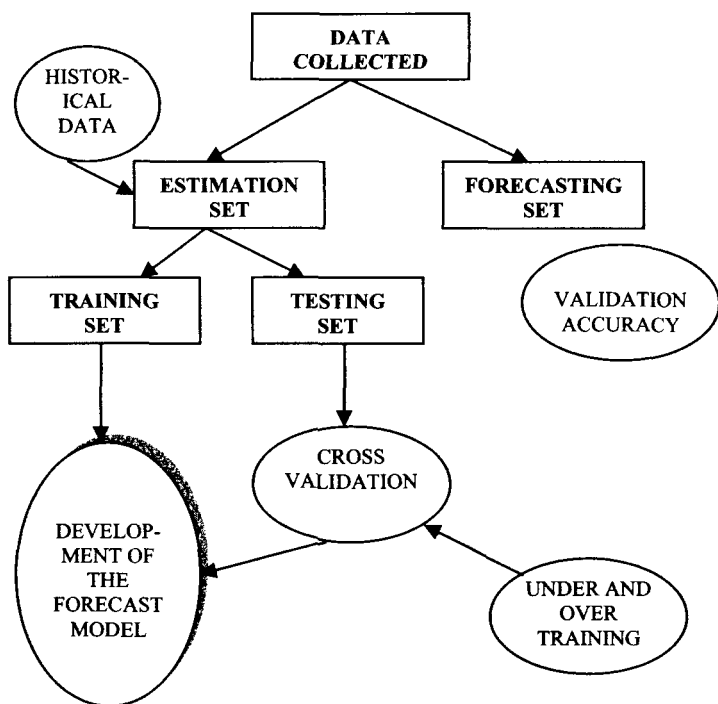 DATA
COLLECTED
HISTOR-
ICAL
DATA
ESTIMATION
SET
FORECASTING
SET
TRAINING
SET
TESTING
SET
VALIDATION
ACCURACY
CROSS
VALIDATION
DEVELOP-
MENT OF
THE
FORECAST
MODEL
UNDER AND
OVER
TRAINING